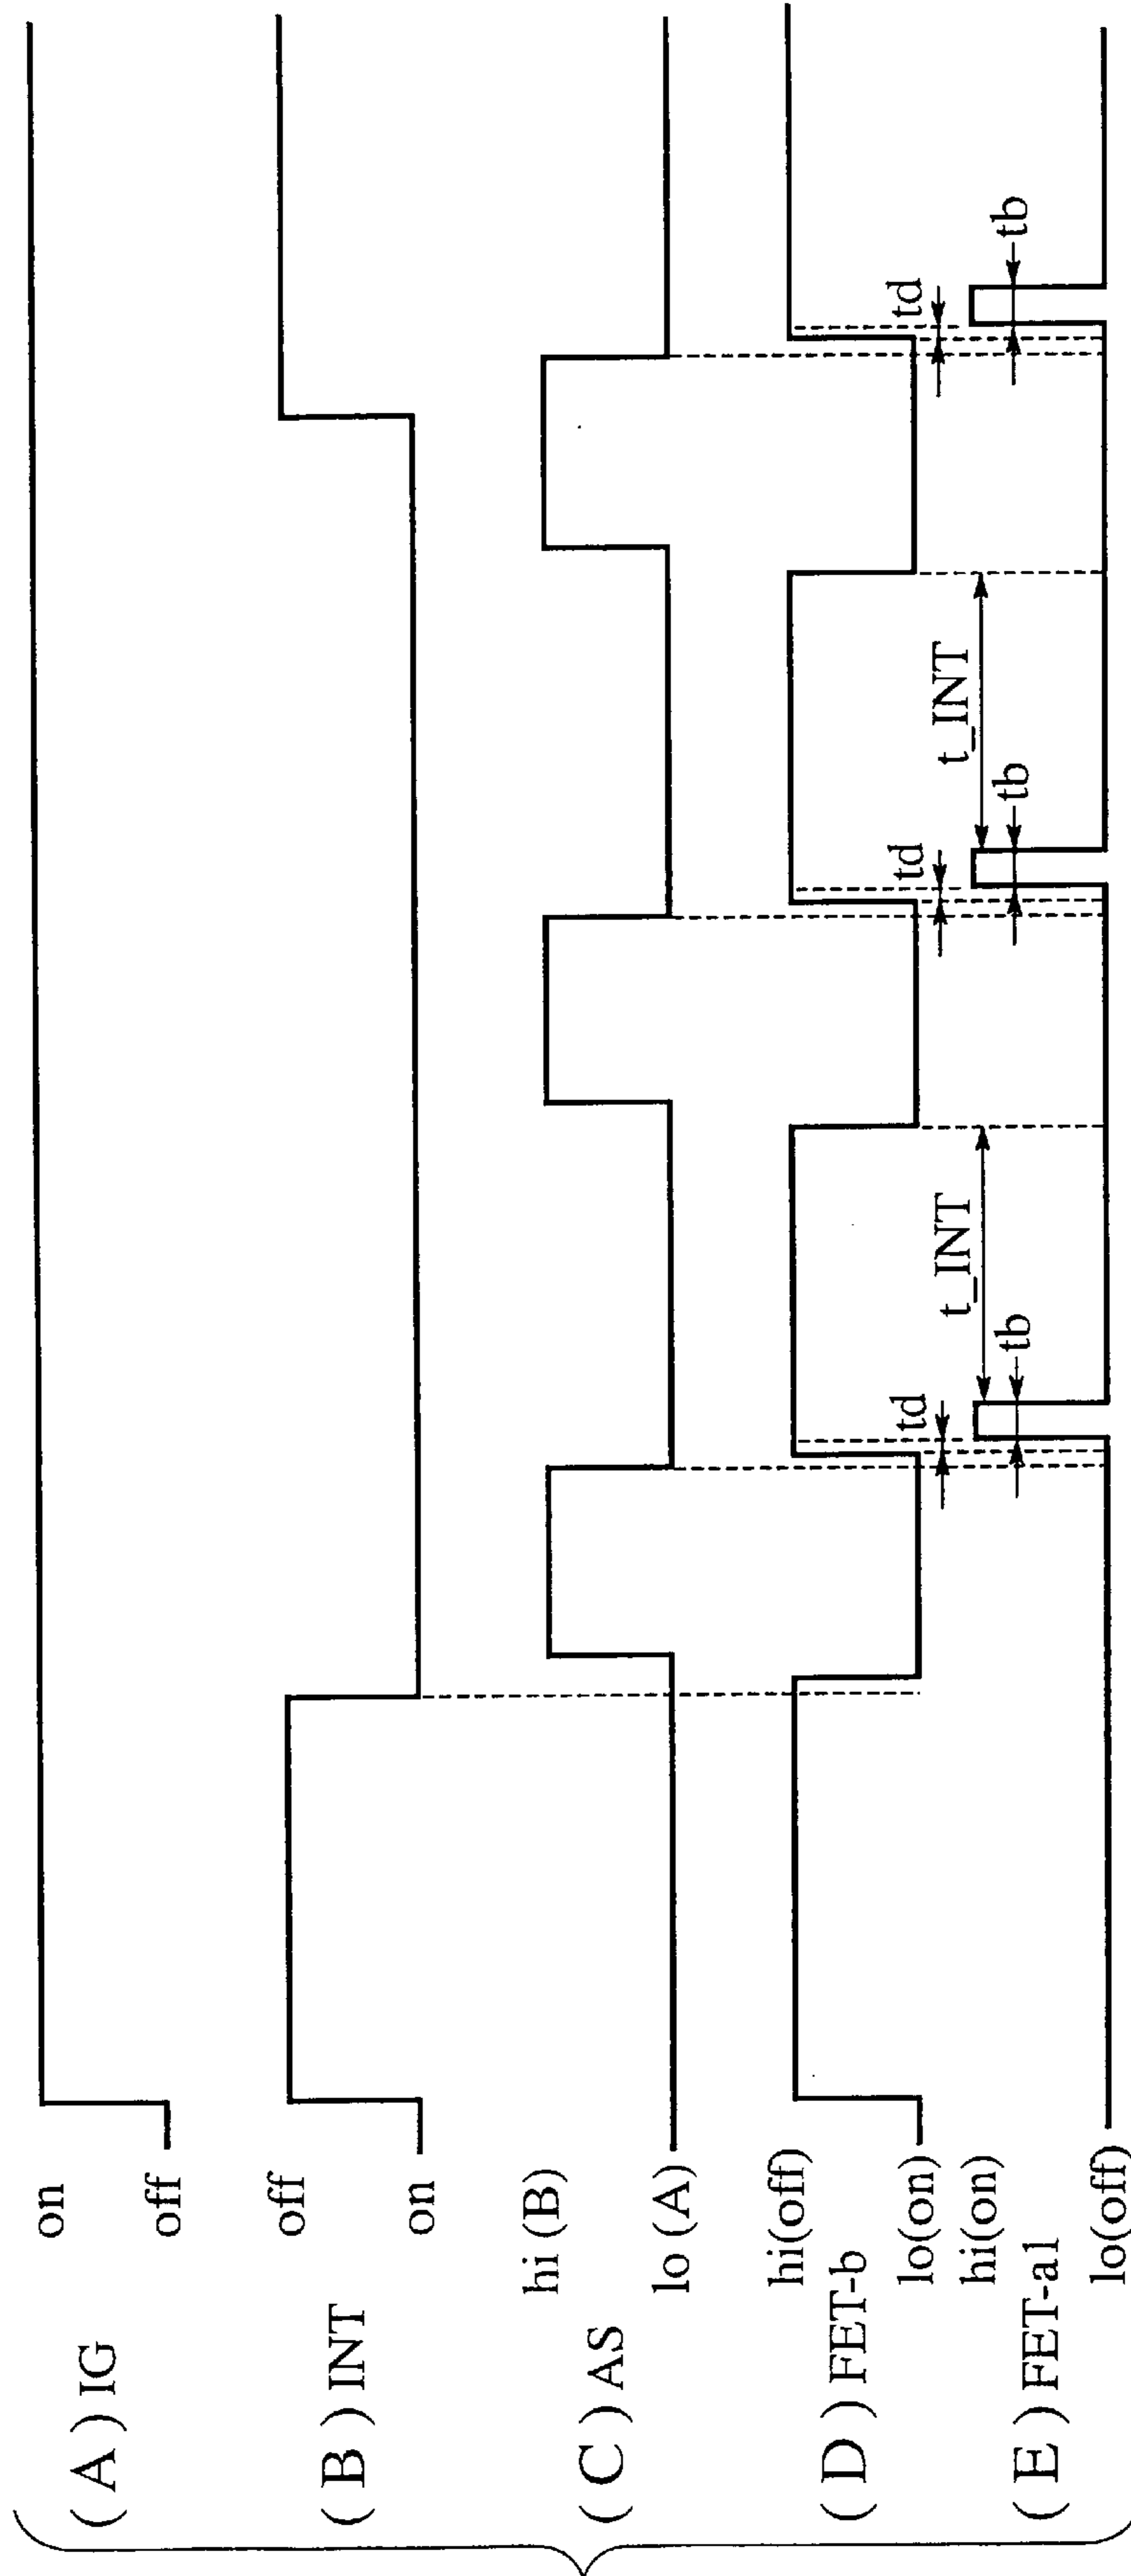 ( A ) IG
on
off
( B ) INT
off
on
( C ) AS
hi (B)
lo (A)
( D ) FET-b
hi(off)
lo(on)
( E ) FET-a1
hi(on)
lo(off)
td
tb
t_INT
td
tb
t_INT
td
tb